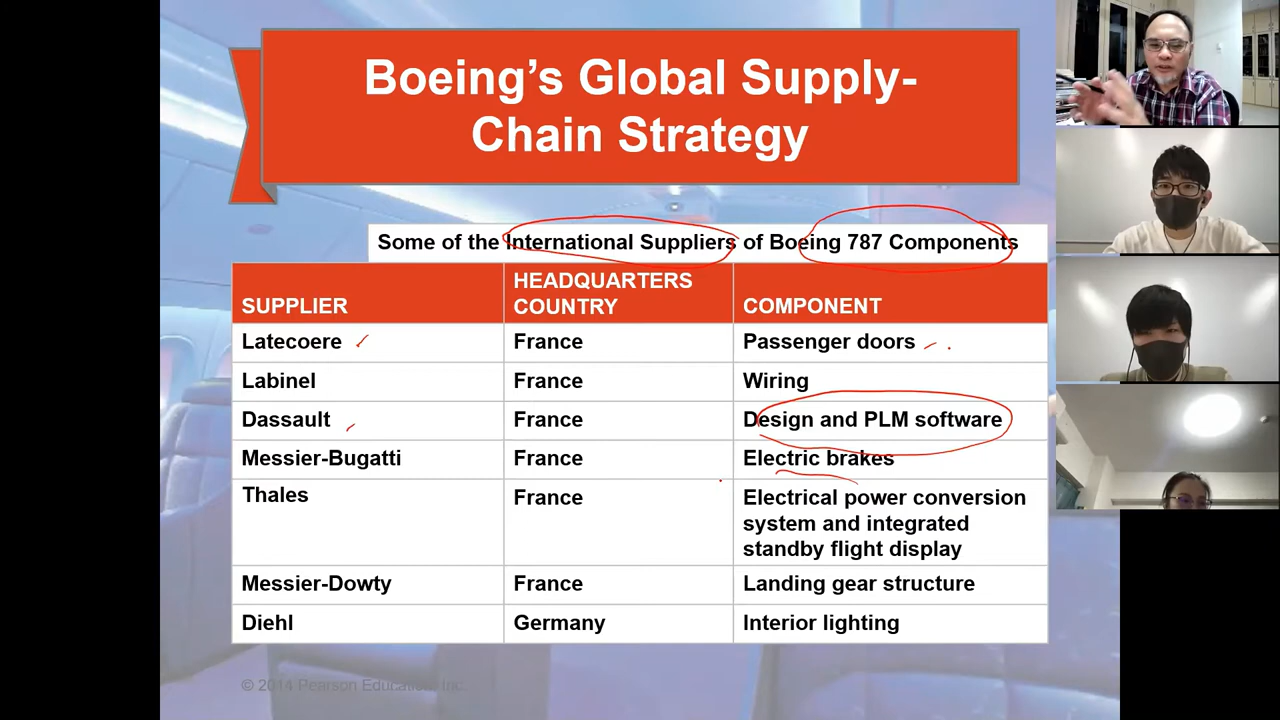 Boeing's Global Supply-
Chain Strategy
Some of the International Suppliers of Boeing 787 Components
SUPPLIER
HEADQUARTERS
COUNTRY
COMPONENT
Latecoere
France
Passenger doors
Labinel
France
Wiring
Dassault
France
Design and PLM software
Messier-Bugatti
France
Electric brakes
Thales
France
Electrical power conversion
system and integrated
standby flight display
Messier-Dowty
France
Landing gear structure
Diehl
Germany
Interior lighting
© 2014 Pearson Education, Inc.